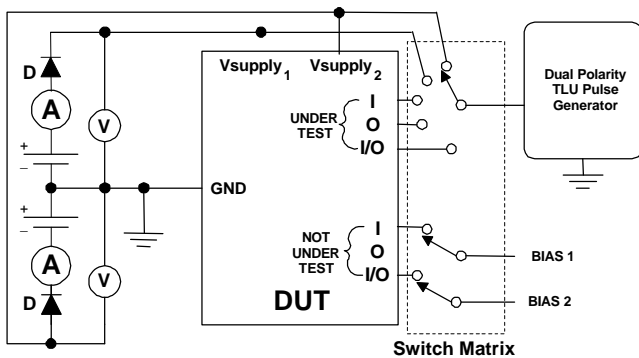 Vsupply1 Vsupply2
Dual Polarity
TLU Pulse
Generator
D
A
V
+
–
I
UNDER
TEST
O
I/O
GND
+
–
A
D
V
I
NOT
UNDER
TEST
O
I/O
BIAS 1
BIAS 2
DUT
Switch Matrix